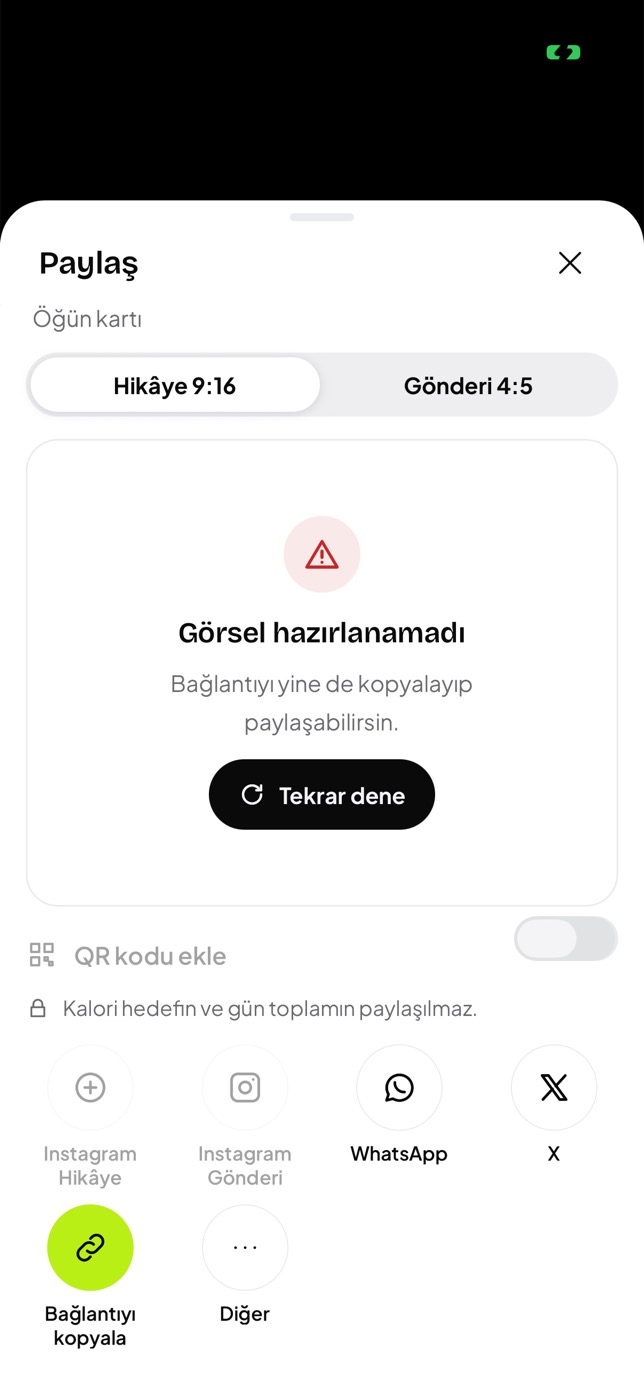 Paylaş
Öğün kartı
Hikâye 9:16
Gönderi 4:5
Görsel hazırlanamadı
Bağlantıyı yine de kopyalayıp
paylaşabilirsin.
Tekrar dene
QR kodu ekle
Kalori hedefin ve gün toplamın paylaşılmaz.
Instagram
Hikâye
Instagram
Gönderi
WhatsApp
X
Bağlantıyı
kopyala
Diğer